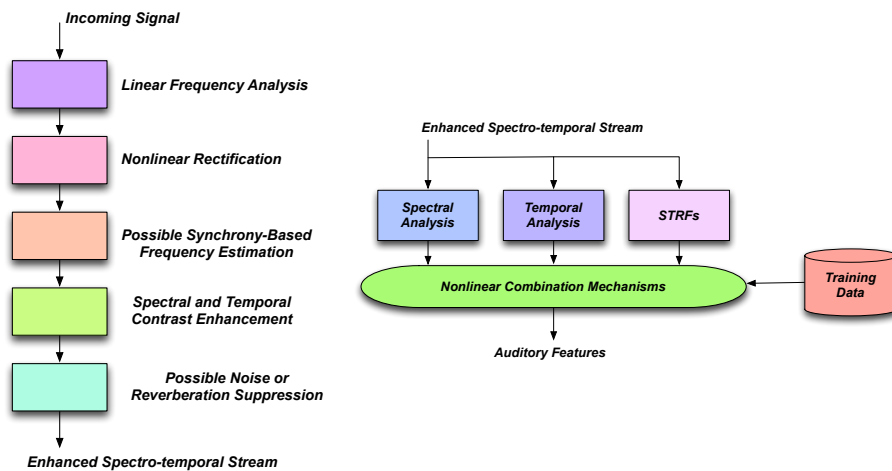 Incoming Signal
Linear Frequency Analysis
Nonlinear Rectification
Possible Synchrony-Based
Frequency Estimation
Spectral and Temporal
Contrast Enhancement
Possible Noise or
Reverberation Suppression
Enhanced Spectro-temporal Stream
Enhanced Spectro-temporal Stream
Spectral
Analysis
Temporal
Analysis
STRFs
Nonlinear Combination Mechanisms
Training
Data
Auditory Features